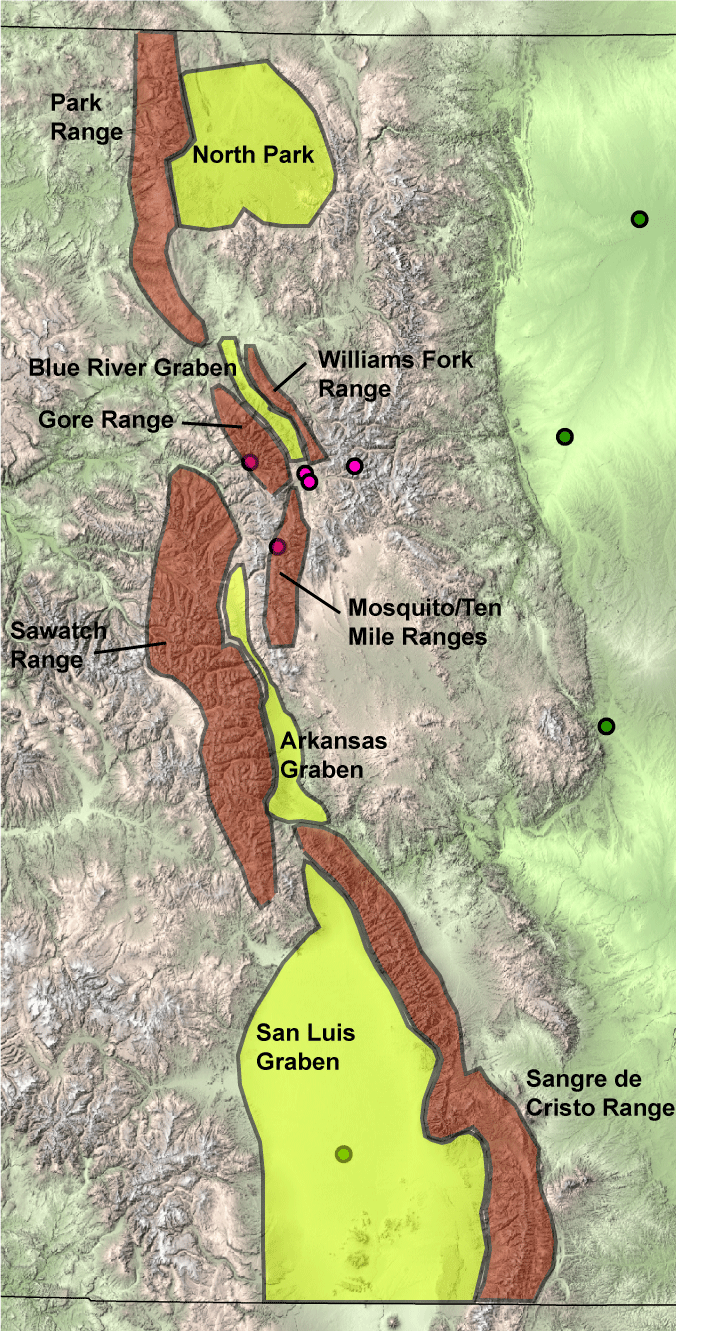 Park
Range
North Park
Blue River Graben
Williams Fork
Range
Gore Range
Mosquito/Ten
Mile Ranges
Sawatch
Range
Arkansas
Graben
San Luis
Graben
Sangre de
Cristo Range